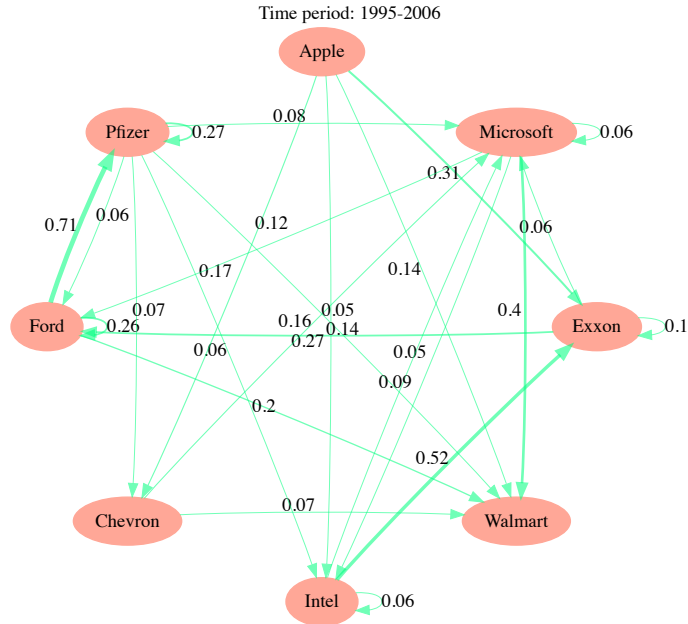 Time period: 1995-2006
Apple
Pfizer
0.27
0.08
Microsoft
0.06
0.31
0.71
0.06
0.12
0.06
0.17
0.14
Ford
0.26
0.07
0.16
0.05
0.14
0.27
0.4
Exxon
0.1
0.06
0.05
0.09
0.2
0.52
Chevron
0.07
Walmart
Intel
0.06